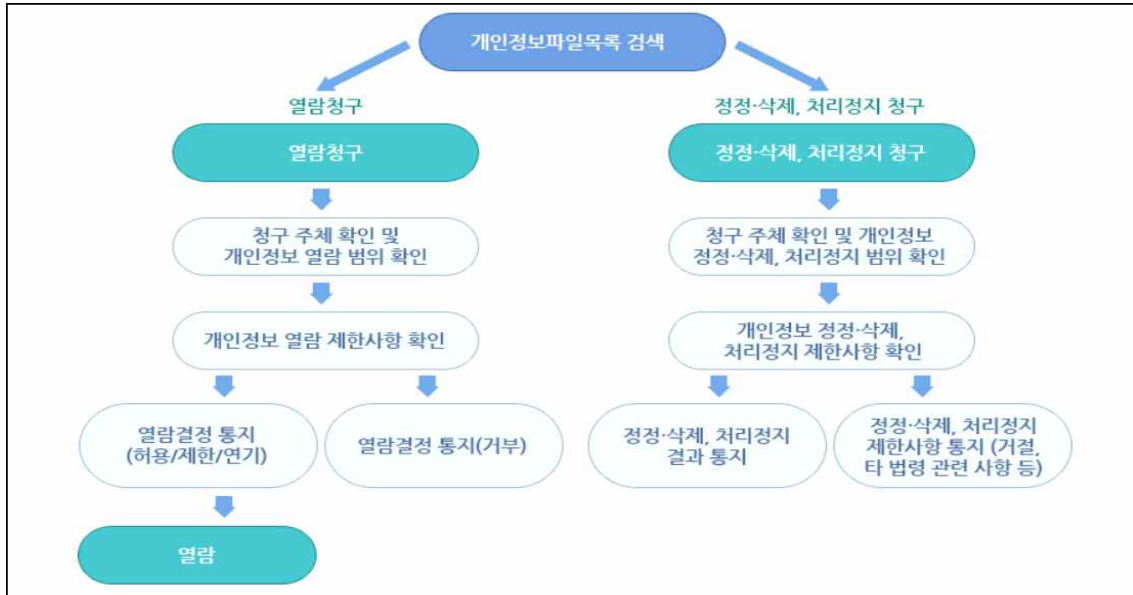 개인정보파일목록 검색
열람청구
열람청구
청구 주체 확인 및
개인정보 열람 범위 확인
개인정보 열람 제한사항 확인
열람결정 통지
(허용/제한/연기)
열람결정 통지(거부)
열람
정정·삭제, 처리정지 청구
정정·삭제, 처리정지 청구
청구 주체 확인 및 개인정보
정정·삭제, 처리정지 범위 확인
개인정보 정정·삭제,
처리정지 제한사항 확인
정정·삭제, 처리정지
결과 통지
정정·삭제, 처리정지
제한사항 통지 (거절,
타 법령 관련 사항 등)